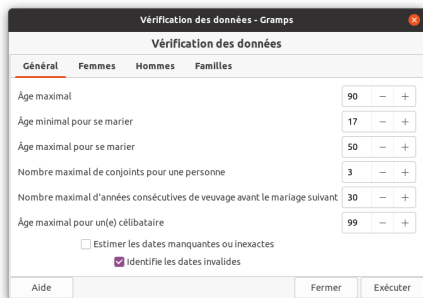 Vérification des données - Gramps
Vérification des données
Général Femmes Hommes Familles
Âge maximal 90
Âge minimal pour se marier 17
Âge maximal pour se marier 50
Nombre maximal de conjoints pour une personne 3
Nombre maximal d'années consécutives de veuvage avant le mariage suivant 30
Âge maximal pour un(e) célibataire 99
Estimer les dates manquantes ou inexactes
Identifie les dates invalides
Aide Fermer Exécuter